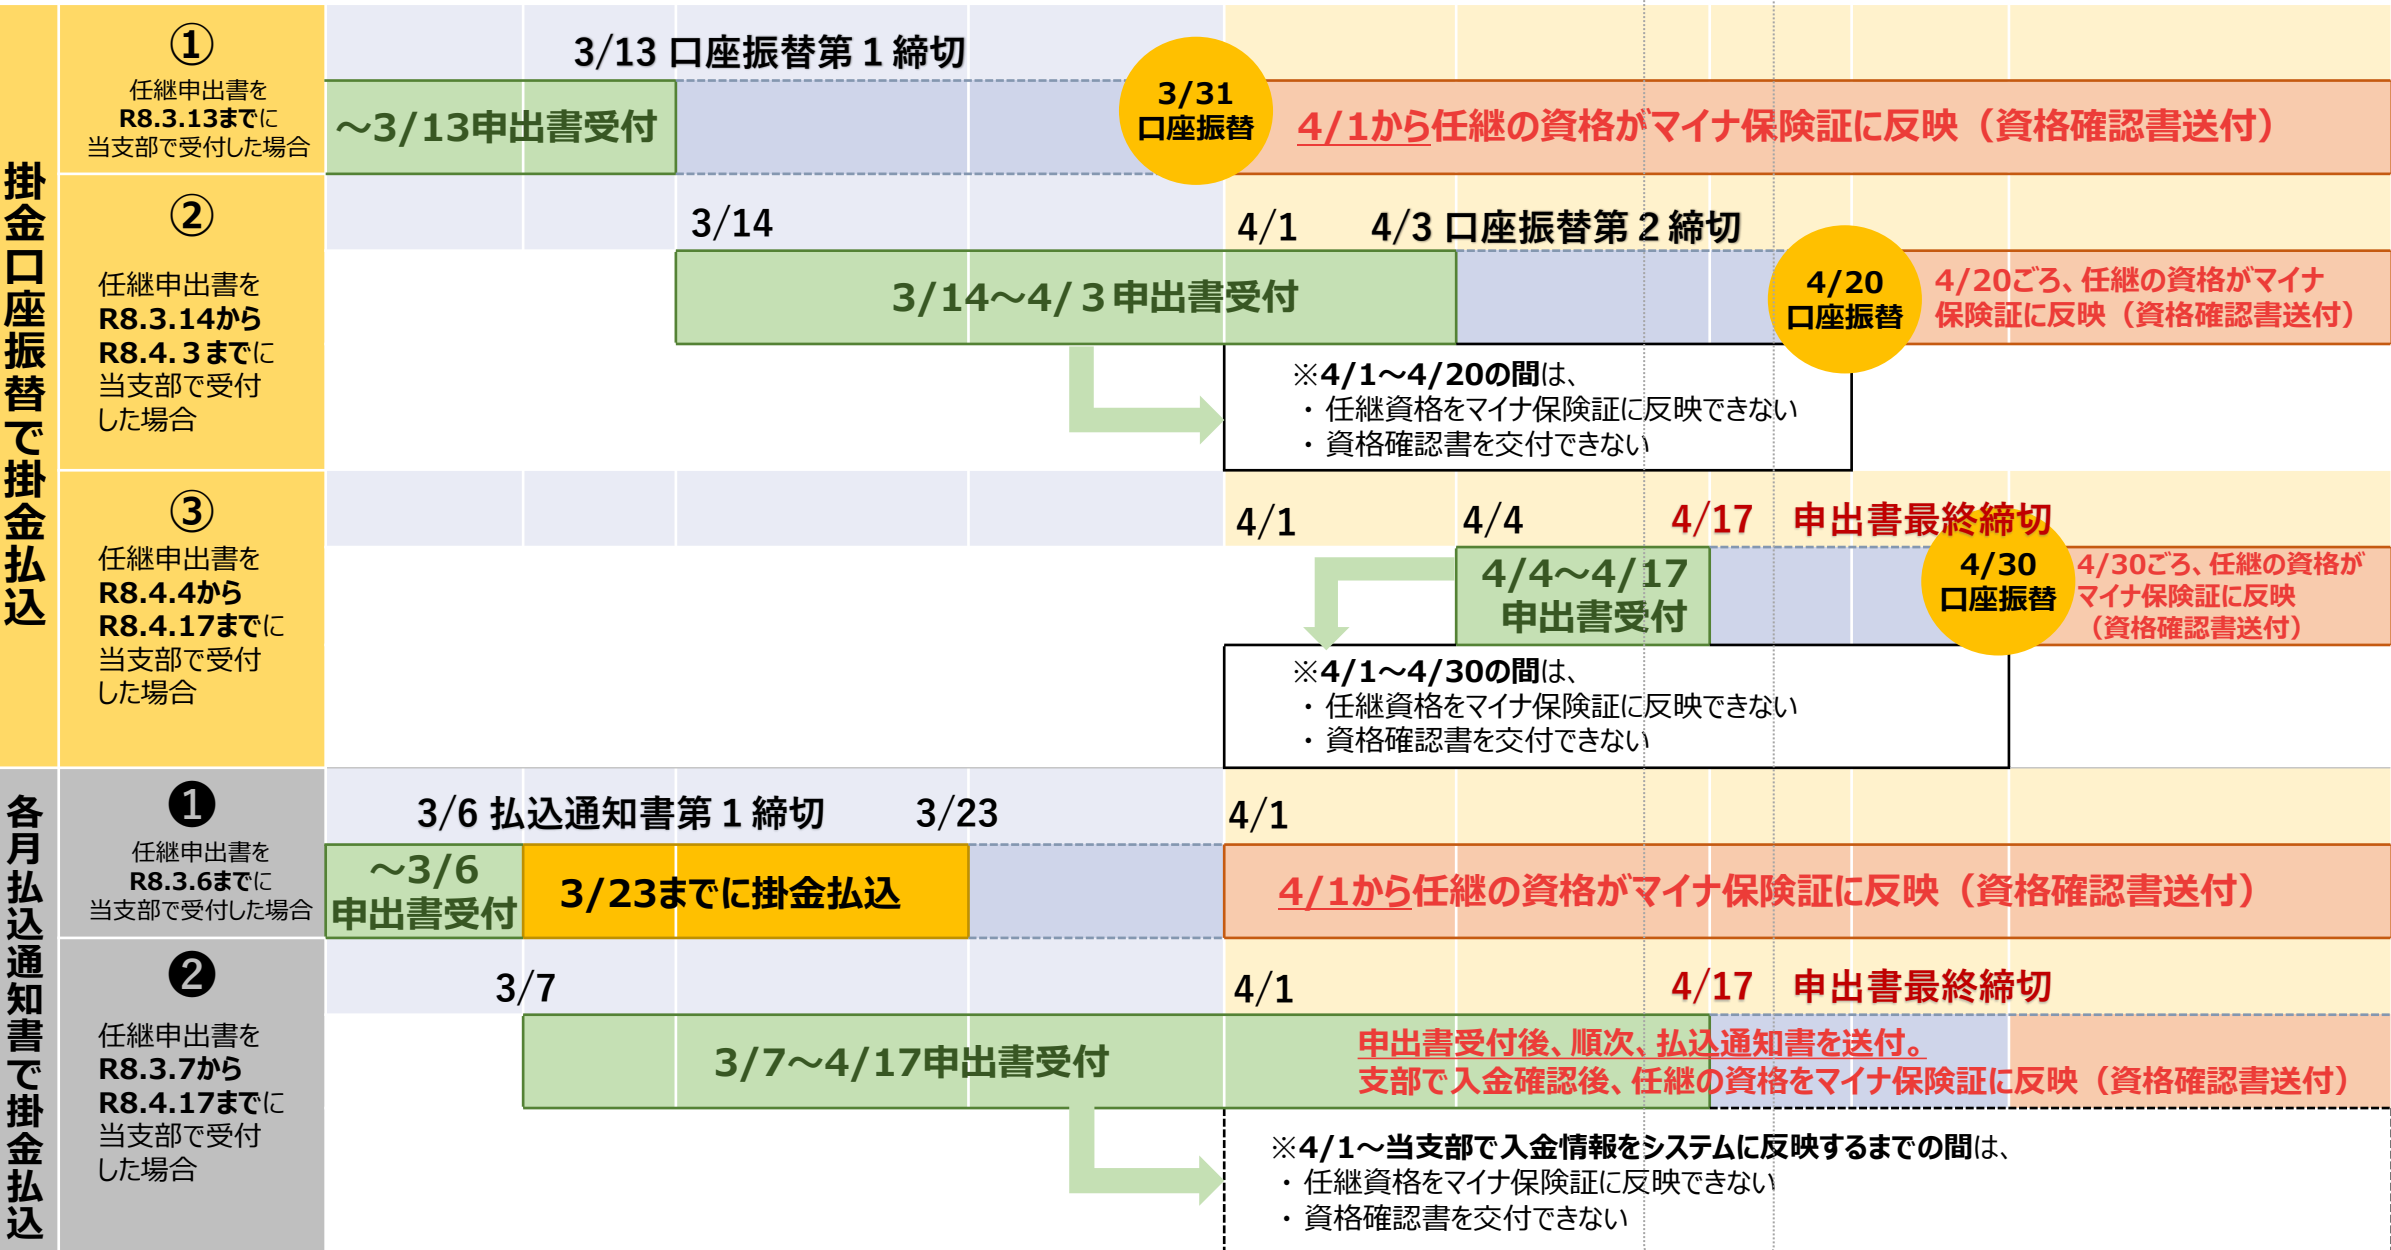 掛金口座振替で掛金払込
①
任継申出書を
R8.3.13までに
当支部で受付した場合
3/13 口座振替第1締切
～3/13申出書受付
3/31
口座振替
4/1から任継の資格がマイナ保険証に反映（資格確認書送付）
②
任継申出書を
R8.3.14から
R8.4.3までに
当支部で受付
した場合
3/14
4/1
4/3 口座振替第2締切
3/14～4/3申出書受付
4/20
口座振替
4/20ごろ、任継の資格がマイナ
保険証に反映（資格確認書送付）
※4/1～4/20の間は、
・任継資格をマイナ保険証に反映できない
・資格確認書を交付できない
③
任継申出書を
R8.4.4から
R8.4.17までに
当支部で受付
した場合
4/1
4/4
4/17 申出書最終締切
4/4～4/17
申出書受付
4/30
口座振替
4/30ごろ、任継の資格が
マイナ保険証に反映
（資格確認書送付）
※4/1～4/30の間は、
・任継資格をマイナ保険証に反映できない
・資格確認書を交付できない
各月払込通知書で掛金払込
❶
任継申出書を
R8.3.6までに
当支部で受付した場合
3/6 払込通知書第1締切
3/23
4/1
～3/6
申出書受付
3/23までに掛金払込
4/1から任継の資格がマイナ保険証に反映（資格確認書送付）
❷
任継申出書を
R8.3.7から
R8.4.17までに
当支部で受付
した場合
3/7
4/1
4/17 申出書最終締切
3/7～4/17申出書受付
申出書受付後、順次、払込通知書を送付。
支部で入金確認後、任継の資格をマイナ保険証に反映（資格確認書送付）
※4/1～当支部で入金情報をシステムに反映するまでの間は、
・任継資格をマイナ保険証に反映できない
・資格確認書を交付できない